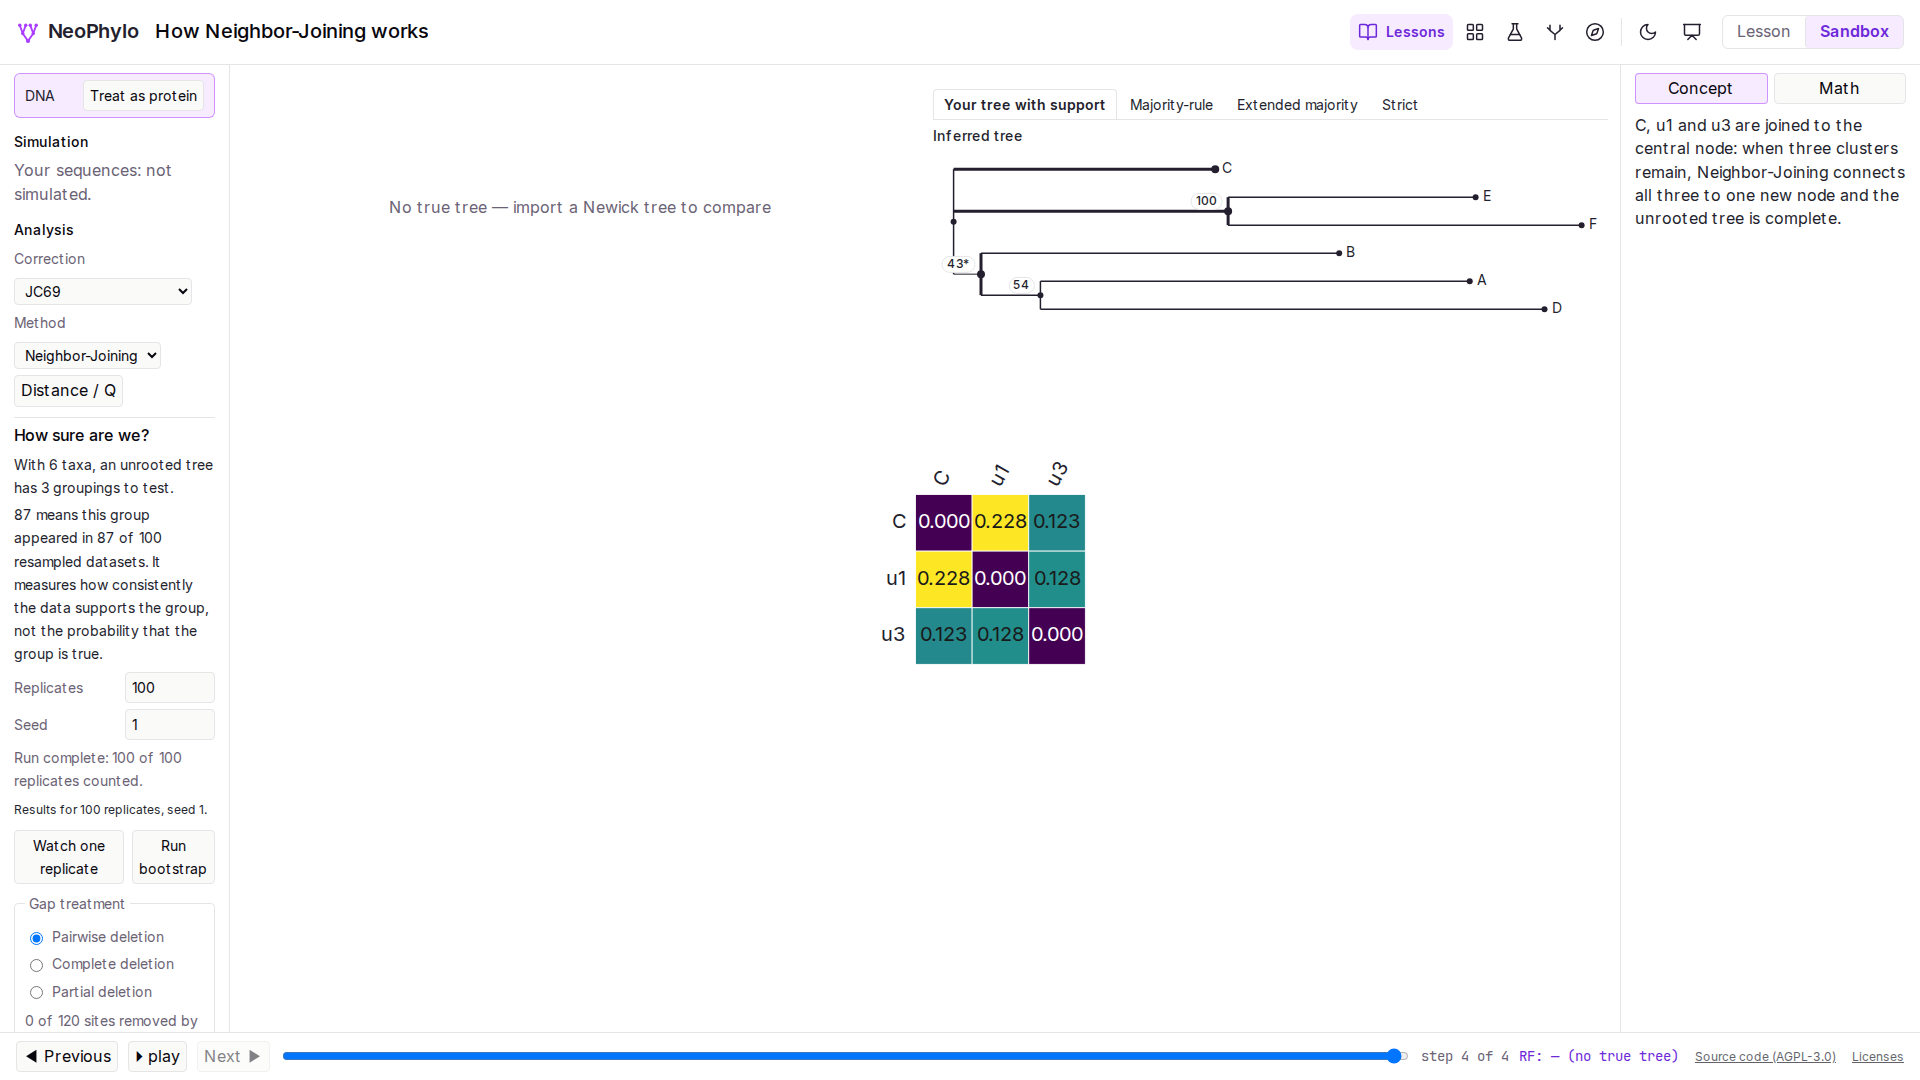 NeoPhylo
How Neighbor-Joining works
Lessons
Lesson
Sandbox
DNA
Treat as protein
Simulation
Your sequences: not
simulated.
Analysis
Correction
JC69
Method
Neighbor-Joining
Distance / Q
How sure are we?
With 6 taxa, an unrooted tree
has 3 groupings to test.
87 means this group
appeared in 87 of 100
resampled datasets. It
measures how consistently
the data supports the group,
not the probability that the
group is true.
Replicates
100
Seed
1
Run complete: 100 of 100
replicates counted.
Results for 100 replicates, seed 1.
Watch one
replicate
Run
bootstrap
Gap treatment
Pairwise deletion
Complete deletion
Partial deletion
0 of 120 sites removed by
No true tree — import a Newick tree to compare
Your tree with support
Majority-rule
Extended majority
Strict
Inferred tree
C
100
E
F
B
43*
54
A
D
C u1 u3
C 0.000 0.228 0.123
u1 0.228 0.000 0.128
u3 0.123 0.128 0.000
Concept
Math
C, u1 and u3 are joined to the
central node: when three clusters
remain, Neighbor-Joining connects
all three to one new node and the
unrooted tree is complete.
Previous
play
Next
step 4 of 4
RF: — (no true tree)
Source code (AGPL-3.0)
Licenses